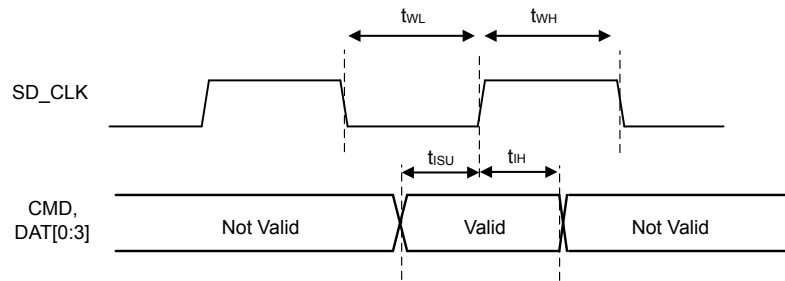 tWL
tWH
SD_CLK
tISU
tIH
CMD,
DAT[0:3]
Not Valid
Valid
Not Valid